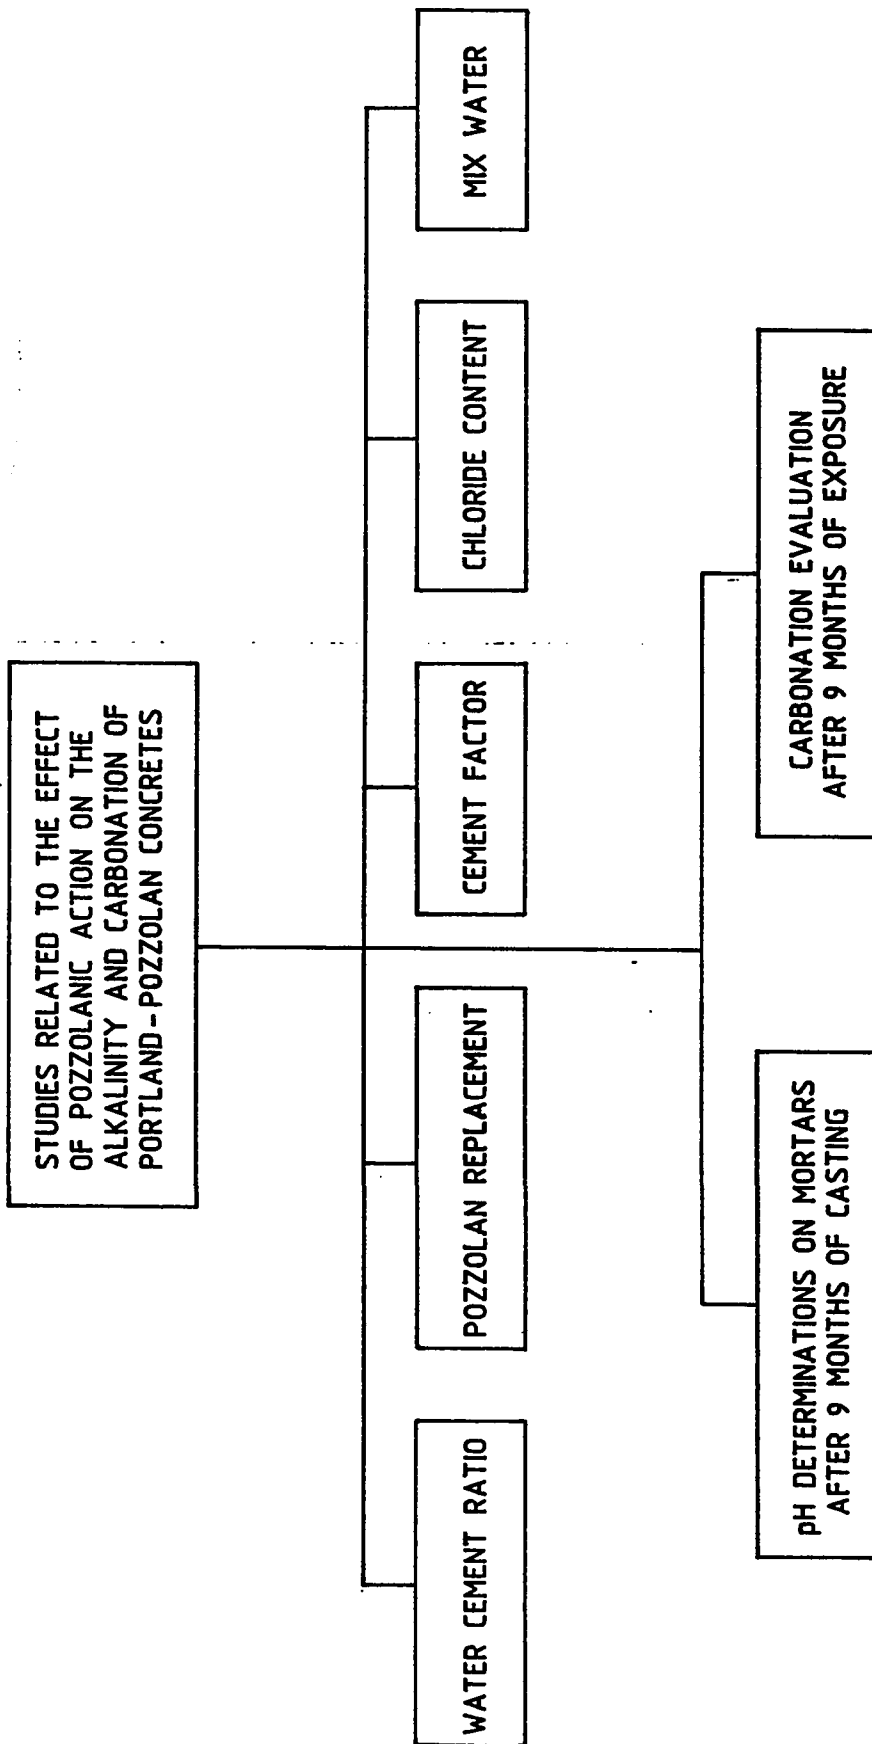 STUDIES RELATED TO THE EFFECT
OF POZZOLANIC ACTION ON THE
ALKALINITY AND CARBONATION OF
PORTLAND-POZZOLAN CONCRETES
WATER CEMENT RATIO
POZZOLAN REPLACEMENT
CEMENT FACTOR
CHLORIDE CONTENT
MIX WATER
pH DETERMINATIONS ON MORTARS
AFTER 9 MONTHS OF CASTING
CARBONATION EVALUATION
AFTER 9 MONTHS OF EXPOSURE